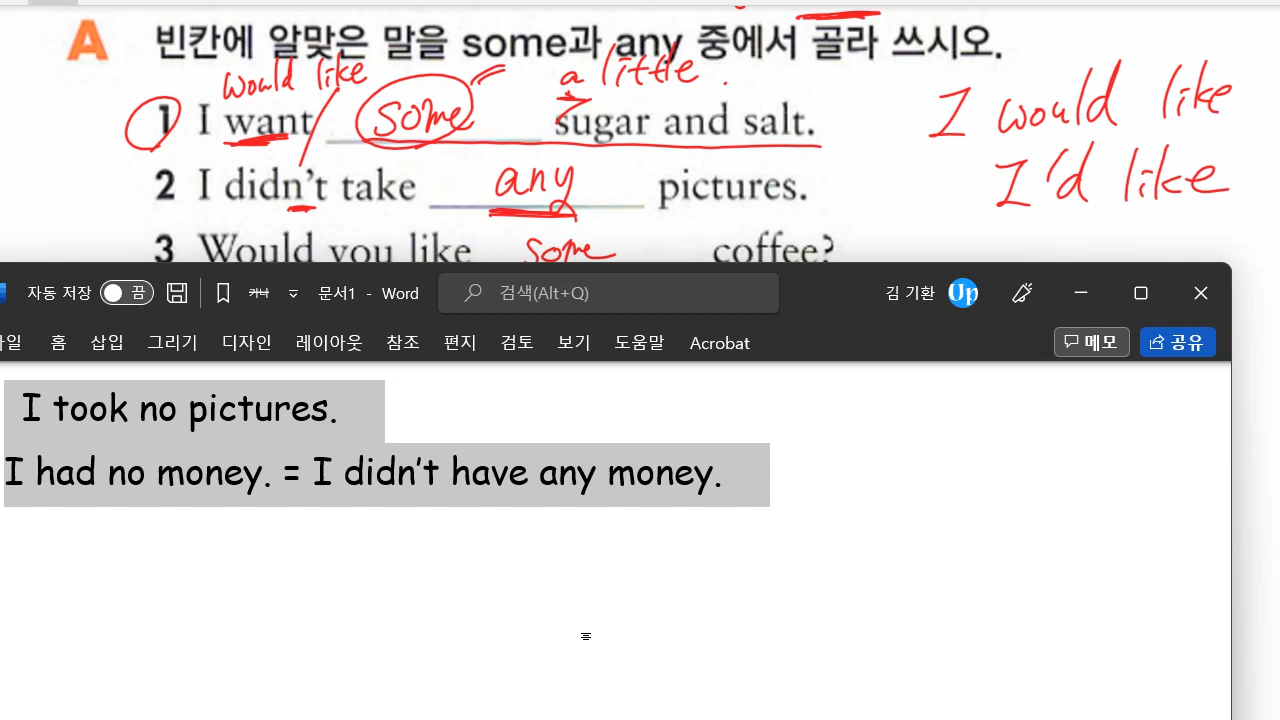 A 빈칸에 알맞은 말을 some과 any 중에서 골라 쓰시오.
would like a little.
1 I want some sugar and salt.
I would like
2 I didn't take any pictures.
I'd like
3 Would you like some coffee?
자동 저장 끔 가나 문서1 - Word 검색(Alt+Q) 김 기환 Up
일 홈 삽입 그리기 디자인 레이아웃 참조 편지 검토 보기 도움말 Acrobat 메모 공유
I took no pictures.
I had no money. = I didn't have any money.